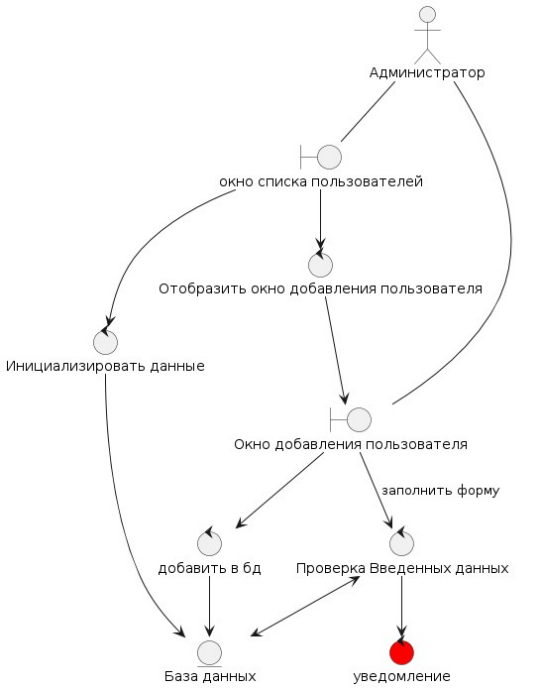 Администратор
окно списка пользователей
Отобразить окно добавления пользователя
Инициализировать данные
Окно добавления пользователя
заполнить форму
добавить в бд
Проверка Введенных данных
База данных
уведомление